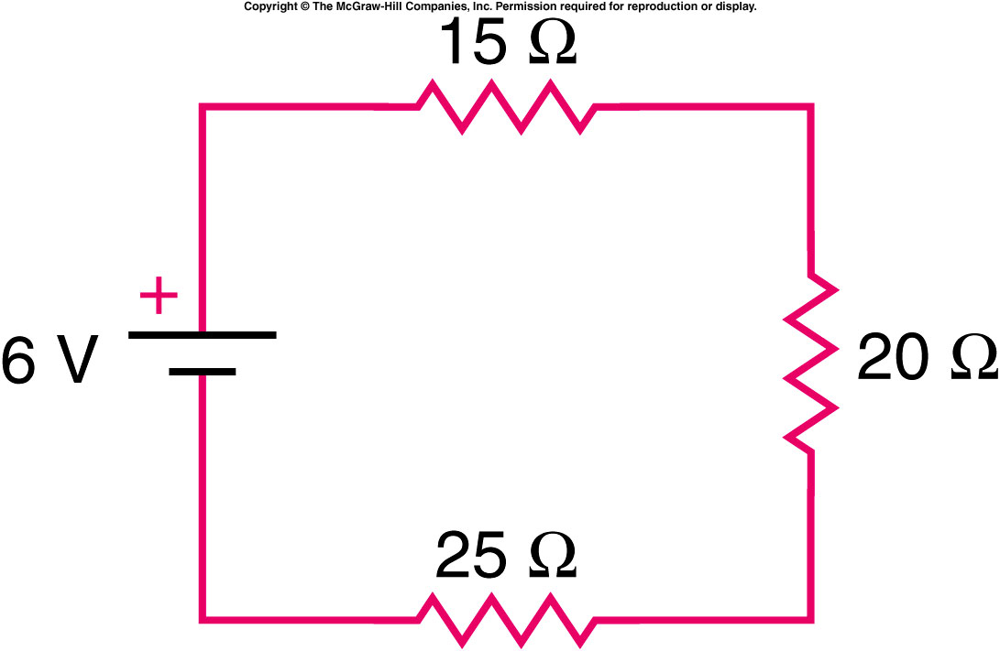 Copyright © The McGraw-Hill Companies, Inc. Permission required for reproduction or display.
15 Ω
+
6 V
20 Ω
25 Ω